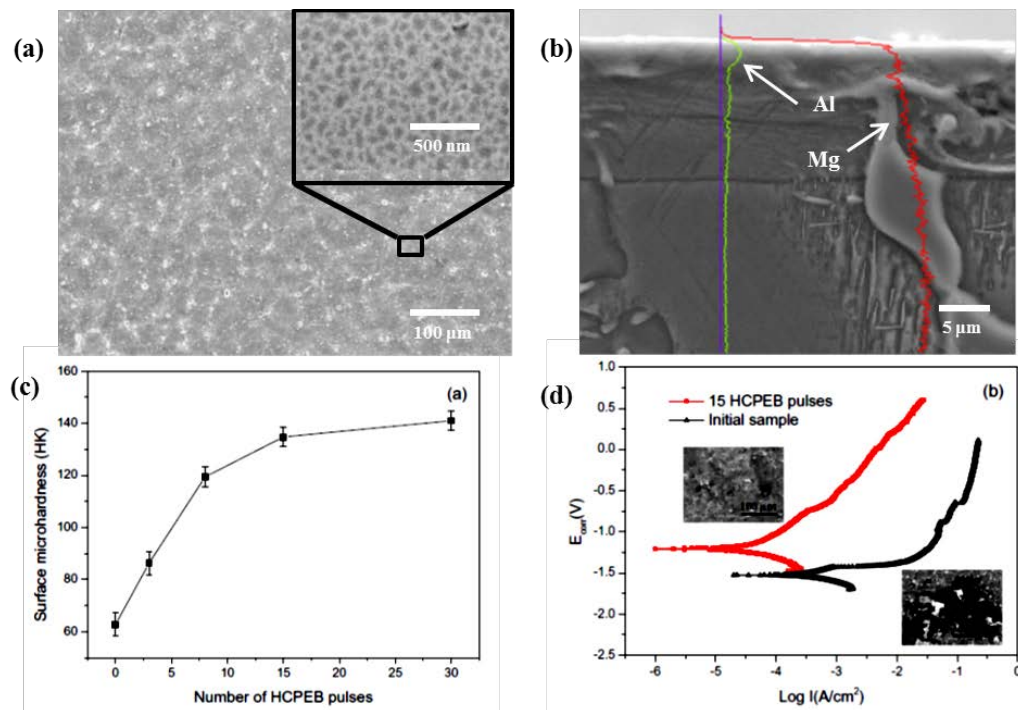 (a)
500 nm
100 μm
(b)
Al
Mg
5 μm
(c)
(a)
Surface microhardness (HK)
160
140
120
100
80
60
0 5 10 15 20 25 30
Number of HCPEB pulses
(d)
(b)
15 HCPEB pulses
Initial sample
E_corr(V)
1.0
0.5
0.0
-0.5
-1.0
-1.5
-2.0
-2.5
100 μm
-6 -5 -4 -3 -2 -1 0
Log I(A/cm²)